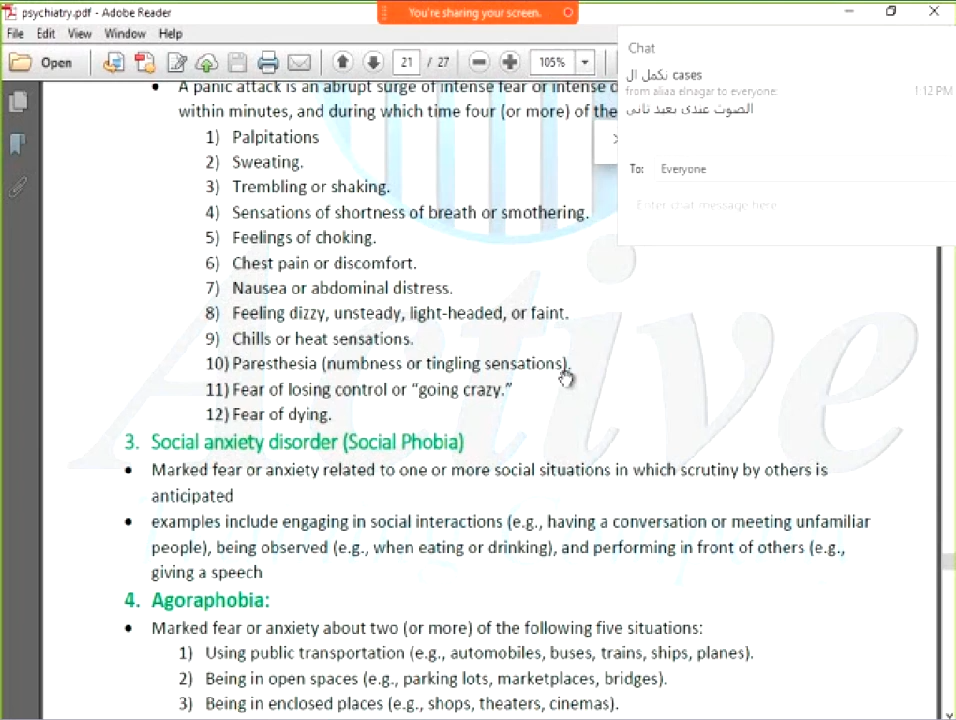 psychiatry.pdf - Adobe Reader
You're sharing your screen.
File Edit View Window Help
Open
21 / 27
105%
Chat
نكمل ال cases
from aliaa elnagar to everyone:
1:12 PM
الصوت عندى بعيد تانى
To: Everyone
Enter chat message here
• A panic attack is an abrupt surge of intense fear or intense
within minutes, and during which time four (or more) of the
1) Palpitations
2) Sweating.
3) Trembling or shaking.
4) Sensations of shortness of breath or smothering.
5) Feelings of choking.
6) Chest pain or discomfort.
7) Nausea or abdominal distress.
8) Feeling dizzy, unsteady, light-headed, or faint.
9) Chills or heat sensations.
10) Paresthesia (numbness or tingling sensations).
11) Fear of losing control or “going crazy.”
12) Fear of dying.
3. Social anxiety disorder (Social Phobia)
• Marked fear or anxiety related to one or more social situations in which scrutiny by others is
anticipated
• examples include engaging in social interactions (e.g., having a conversation or meeting unfamiliar
people), being observed (e.g., when eating or drinking), and performing in front of others (e.g.,
giving a speech
4. Agoraphobia:
• Marked fear or anxiety about two (or more) of the following five situations:
1) Using public transportation (e.g., automobiles, buses, trains, ships, planes).
2) Being in open spaces (e.g., parking lots, marketplaces, bridges).
3) Being in enclosed places (e.g., shops, theaters, cinemas).
Active